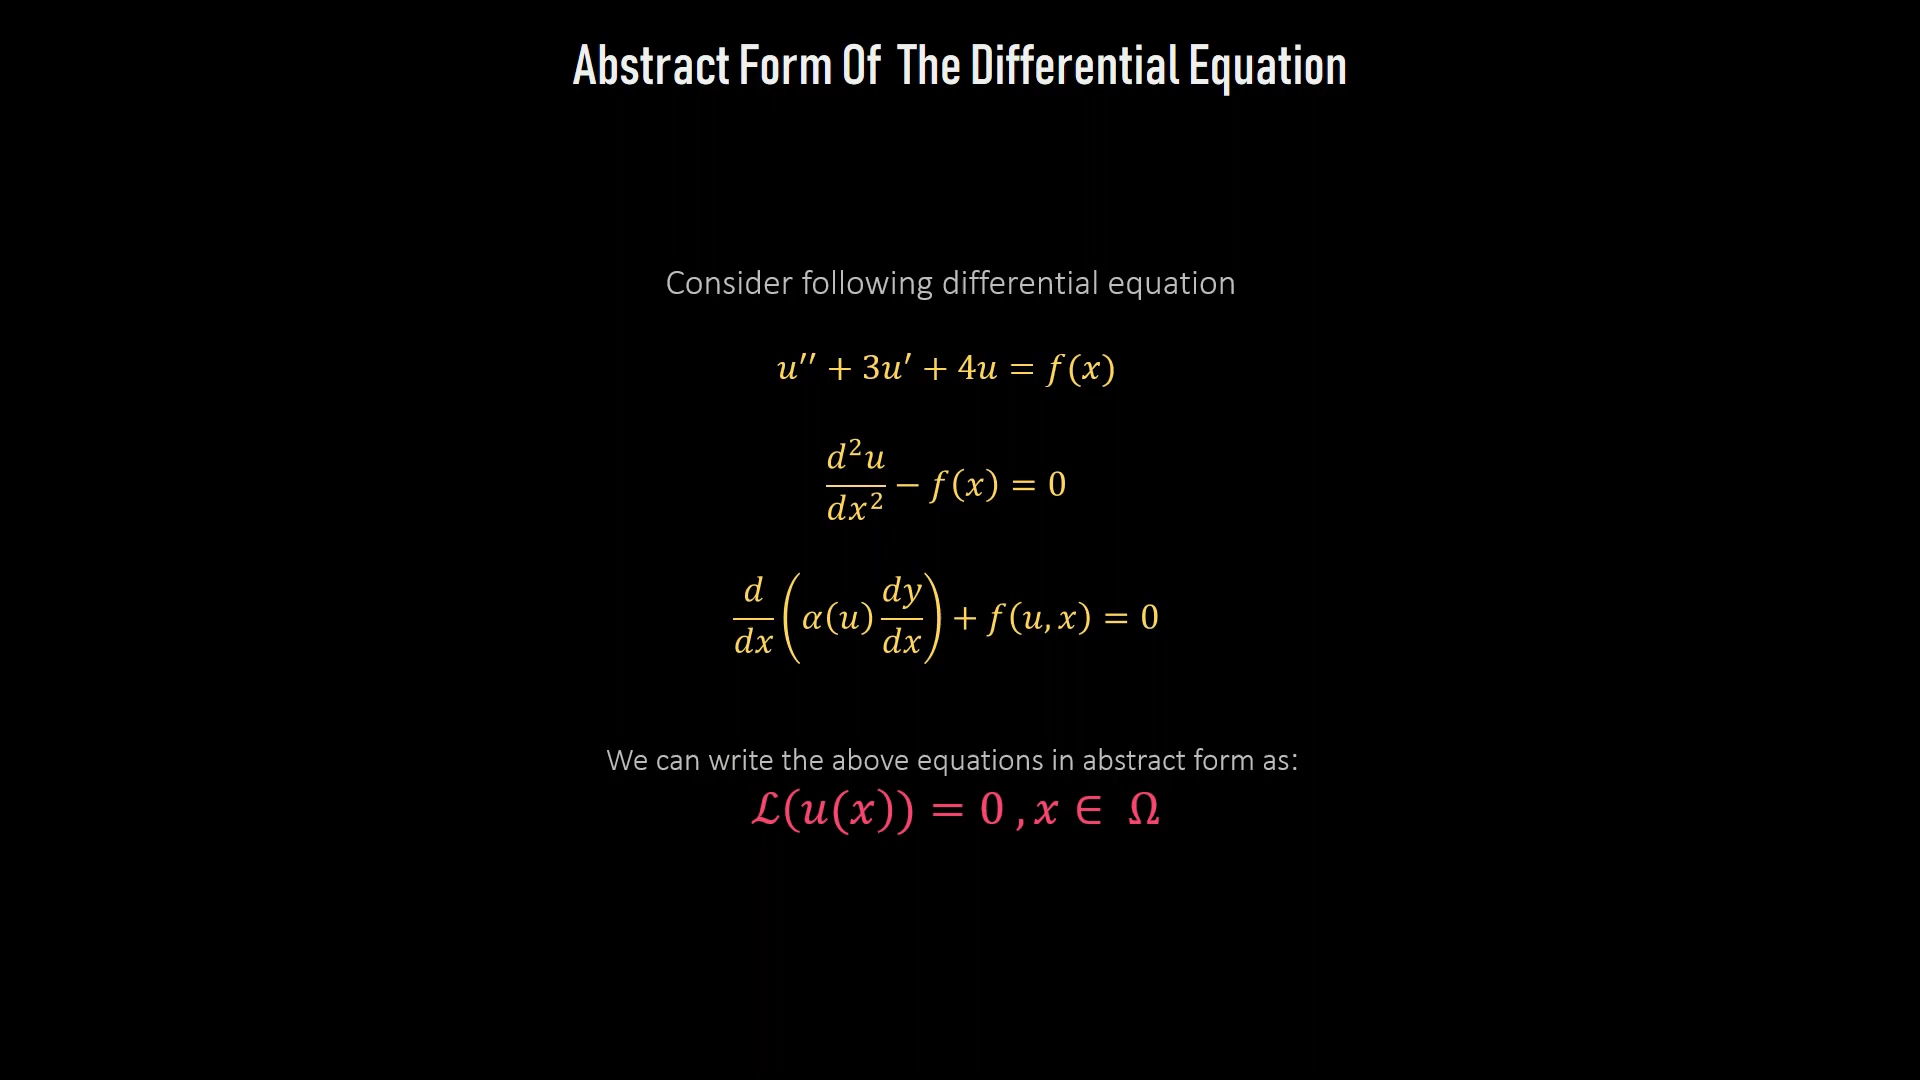 Abstract Form Of The Differential Equation
Consider following differential equation
u′′ + 3u′ + 4u = f(x)
d²u/dx² − f(x) = 0
d/dx (α(u) dy/dx) + f(u, x) = 0
We can write the above equations in abstract form as:
ℒ(u(x)) = 0 , x ∈ Ω